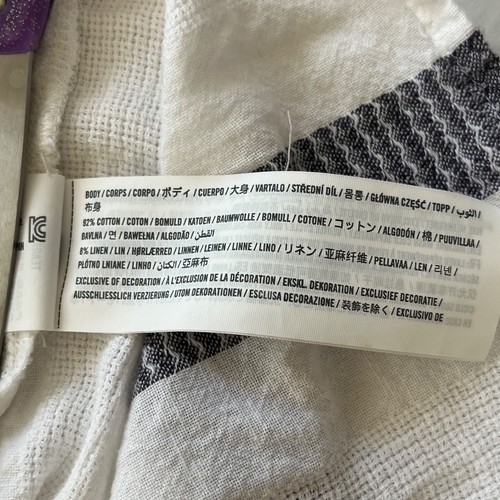 BODY / CORPS / CORPO / ボディ / CUERPO / 大身 / VARTALO / STŘEDNÍ DÍL / 몸통 / GŁÓWNA CZĘŚĆ / TOPP / الثوب /
布身
92% COTTON / COTON / BOMULD / KATOEN / BAUMWOLLE / BOMULL / COTONE / コットン / ALGODÓN / 棉 / PUUVILLAA /
BAVLNA / 면 / BAWEŁNA / ALGODÃO / القطن /
8% LINEN / LIN / HØRLÆRRED / LINNEN / LEINEN / LINNE / LINO / リネン / 亚麻纤维 / PELLAVAA / LEN / 리넨 /
PŁÓTNO LNIANE / LINHO / الكتان / 亞麻布
EXCLUSIVE OF DECORATION / À L'EXCLUSION DE LA DÉCORATION / EKSKL. DEKORATION / EXCLUSIEF DECORATIE /
AUSSCHLIESSLICH VERZIERUNG / UTOM DEKORATIONEN / ESCLUSA DECORAZIONE / 装飾を除く / EXCLUSIVO DE